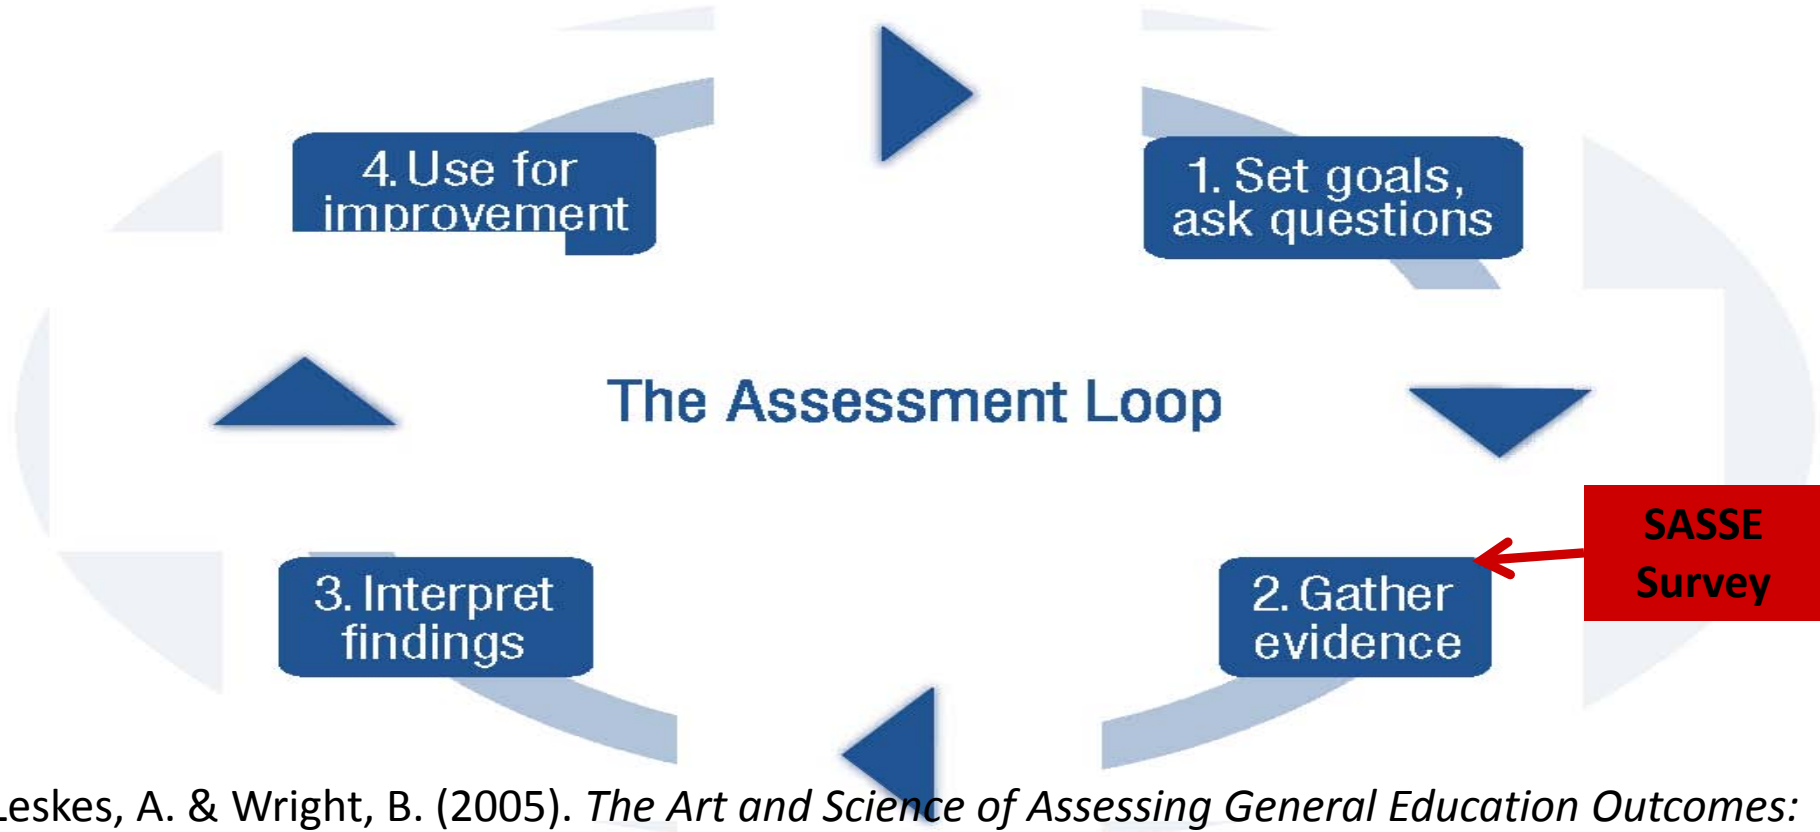 4. Use for
improvement
1. Set goals,
ask questions
The Assessment Loop
SASSE
Survey
3. Interpret
findings
2. Gather
evidence
Leskes, A. & Wright, B. (2005). The Art and Science of Assessing General Education Outcomes: